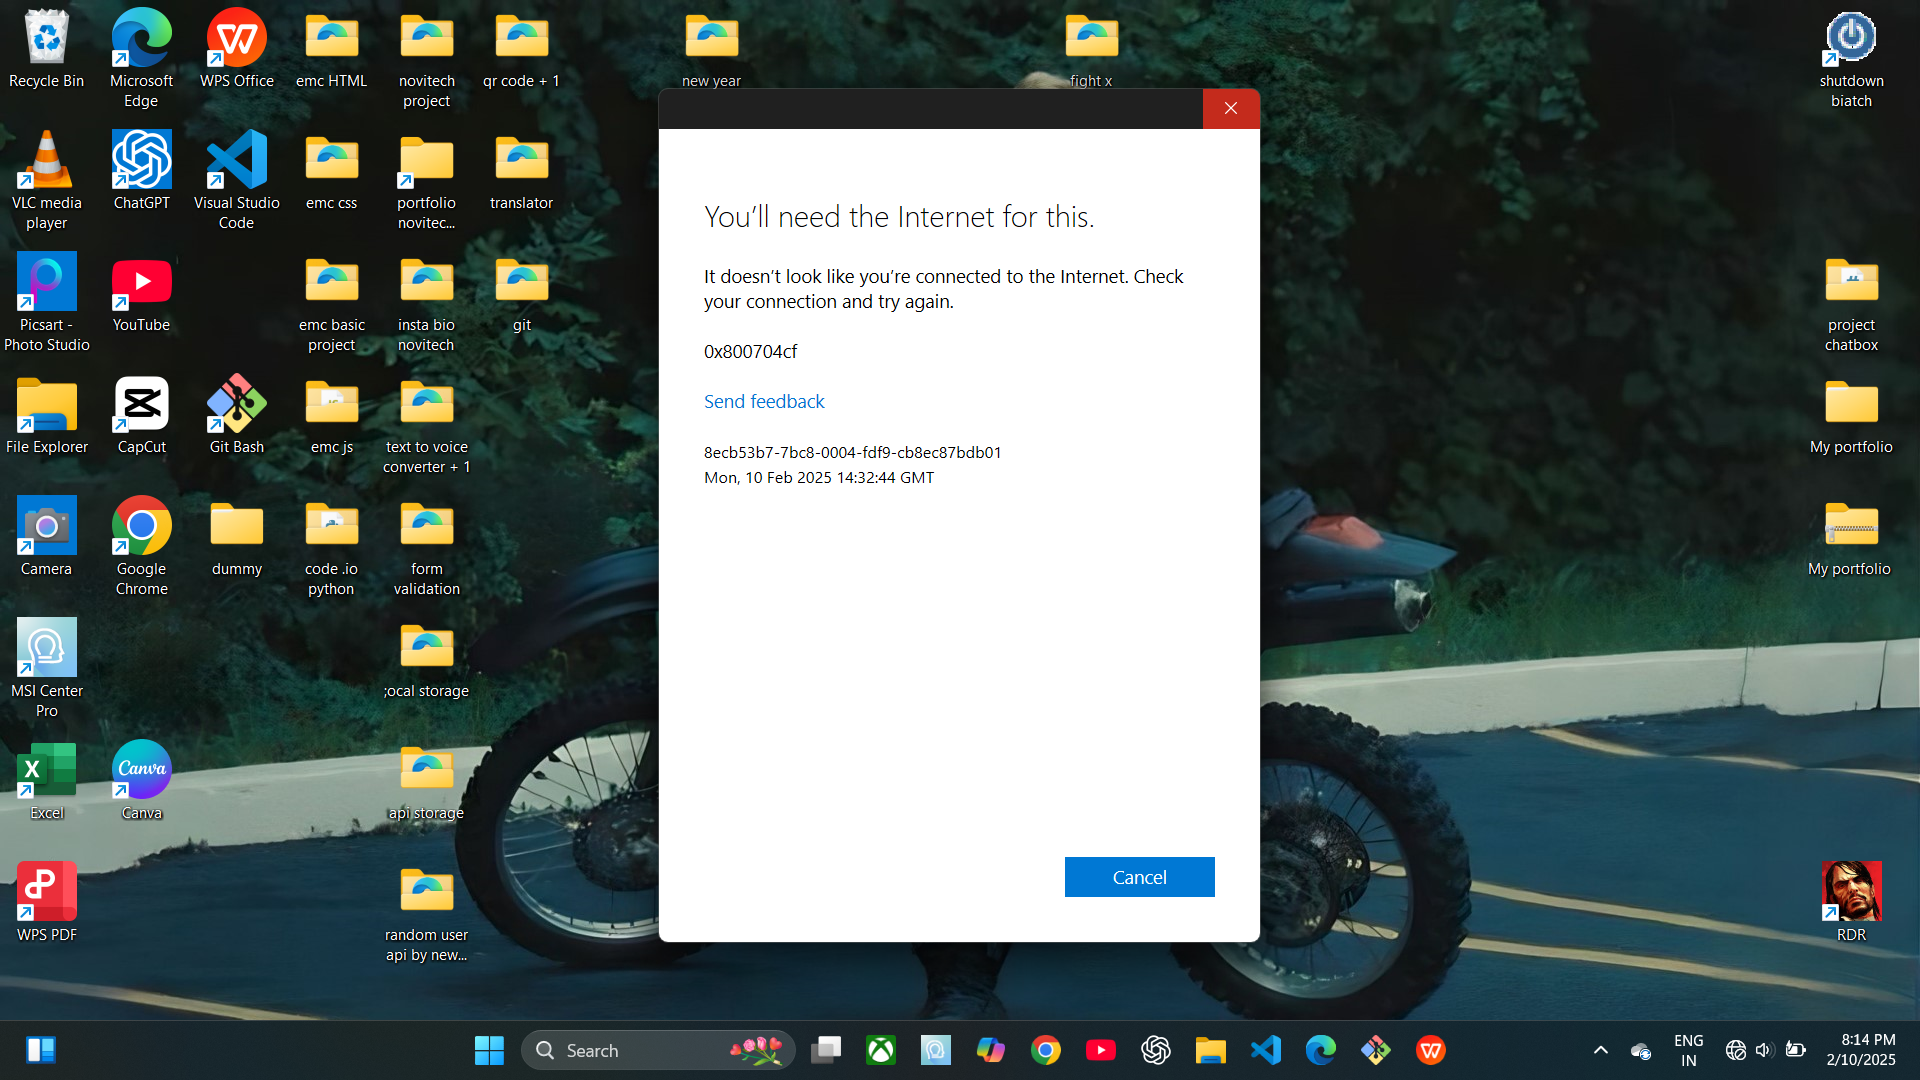 Recycle Bin
Microsoft
Edge
WPS Office
emc HTML
novitech
project
qr code + 1
new year
fight x
shutdown
biatch
VLC media
player
ChatGPT
Visual Studio
Code
emc css
portfolio
novitec...
translator
Picsart -
Photo Studio
YouTube
emc basic
project
insta bio
novitech
git
project
chatbox
File Explorer
CapCut
Git Bash
emc js
text to voice
converter + 1
My portfolio
Camera
Google
Chrome
dummy
code .io
python
form
validation
My portfolio
MSI Center
Pro
;ocal storage
Excel
Canva
Canva
api storage
WPS PDF
random user
api by new...
RDR
You’ll need the Internet for this.
It doesn’t look like you’re connected to the Internet. Check
your connection and try again.
0x800704cf
Send feedback
8ecb53b7-7bc8-0004-fdf9-cb8ec87bdb01
Mon, 10 Feb 2025 14:32:44 GMT
Cancel
Search
ENG
IN
8:14 PM
2/10/2025